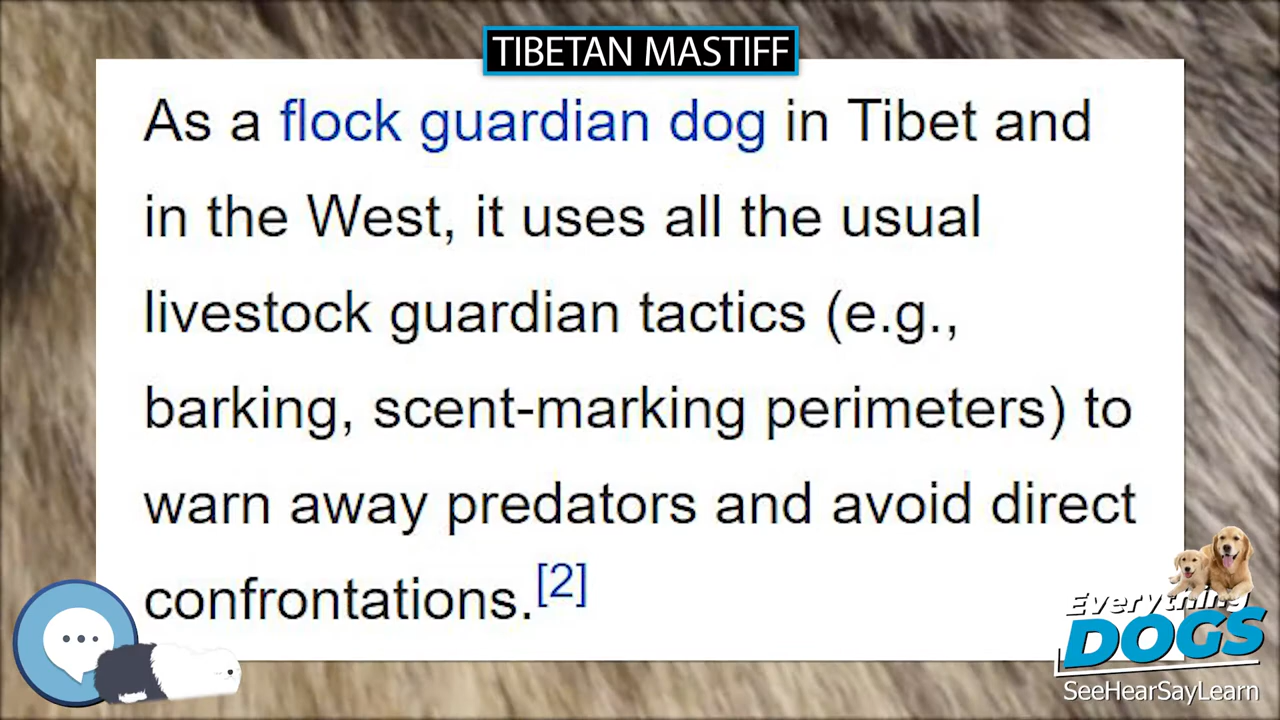 TIBETAN MASTIFF
As a flock guardian dog in Tibet and
in the West, it uses all the usual
livestock guardian tactics (e.g.,
barking, scent-marking perimeters) to
warn away predators and avoid direct
confrontations.[2]
Everything
DOGS
SeeHearSayLearn